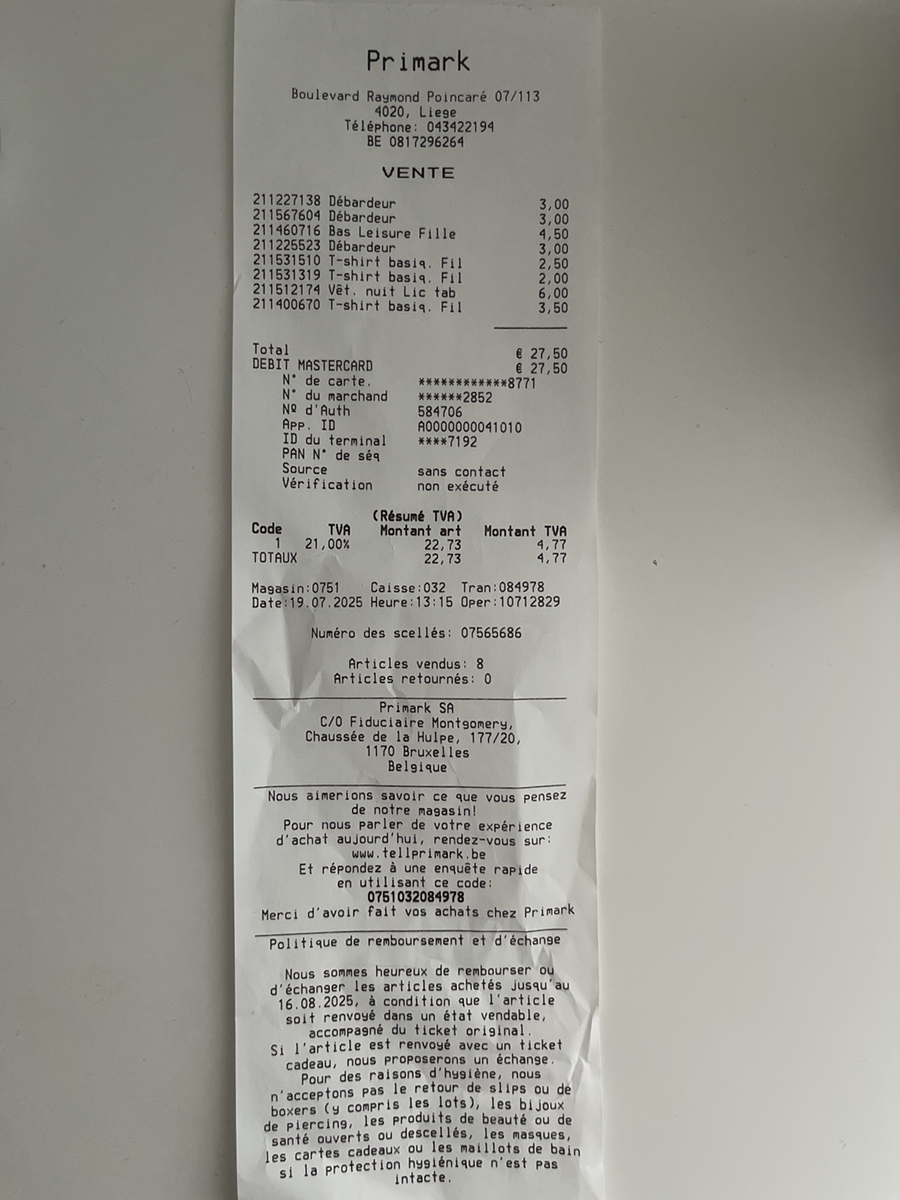 Primark
Boulevard Raymond Poincaré 07/113
4020, Liege
Téléphone: 043422194
BE 0817296264
VENTE
211227138 Débardeur 3,00
211567604 Débardeur 3,00
211460716 Bas Leisure Fille 4,50
211225523 Débardeur 3,00
211531510 T-shirt basiq. Fil 2,50
211531319 T-shirt basiq. Fil 2,00
211512174 Vêt. nuit Lic tab 6,00
211400670 T-shirt basiq. Fil 3,50
Total € 27,50
DEBIT MASTERCARD € 27,50
N° de carte. ************8771
N° du marchand ******2852
Nº d'Auth 584706
App. ID A0000000041010
ID du terminal ****7192
PAN N° de séq
Source sans contact
Vérification non exécuté
(Résumé TVA)
Code TVA Montant art Montant TVA
1 21,00% 22,73 4,77
TOTAUX 22,73 4,77
Magasin:0751 Caisse:032 Tran:084978
Date:19.07.2025 Heure:13:15 Oper:10712829
Numéro des scellés: 07565686
Articles vendus: 8
Articles retournés: 0
Primark SA
C/O Fiduciaire Montgomery,
Chaussée de la Hulpe, 177/20,
1170 Bruxelles
Belgique
Nous aimerions savoir ce que vous pensez
de notre magasin!
Pour nous parler de votre expérience
d'achat aujourd'hui, rendez-vous sur:
www.tellprimark.be
Et répondez à une enquête rapide
en utilisant ce code:
0751032084978
Merci d'avoir fait vos achats chez Primark
Politique de remboursement et d'échange
Nous sommes heureux de rembourser ou
d'échanger les articles achetés jusqu'au
16.08.2025, à condition que l'article
soit renvoyé dans un état vendable,
accompagné du ticket original.
Si l'article est renvoyé avec un ticket
cadeau, nous proposerons un échange.
Pour des raisons d'hygiène, nous
n'acceptons pas le retour de slips ou de
boxers (y compris les lots), les bijoux
de piercing, les produits de beauté ou de
santé ouverts ou descellés, les masques,
les cartes cadeaux ou les maillots de bain
si la protection hygiénique n'est pas
intacte.